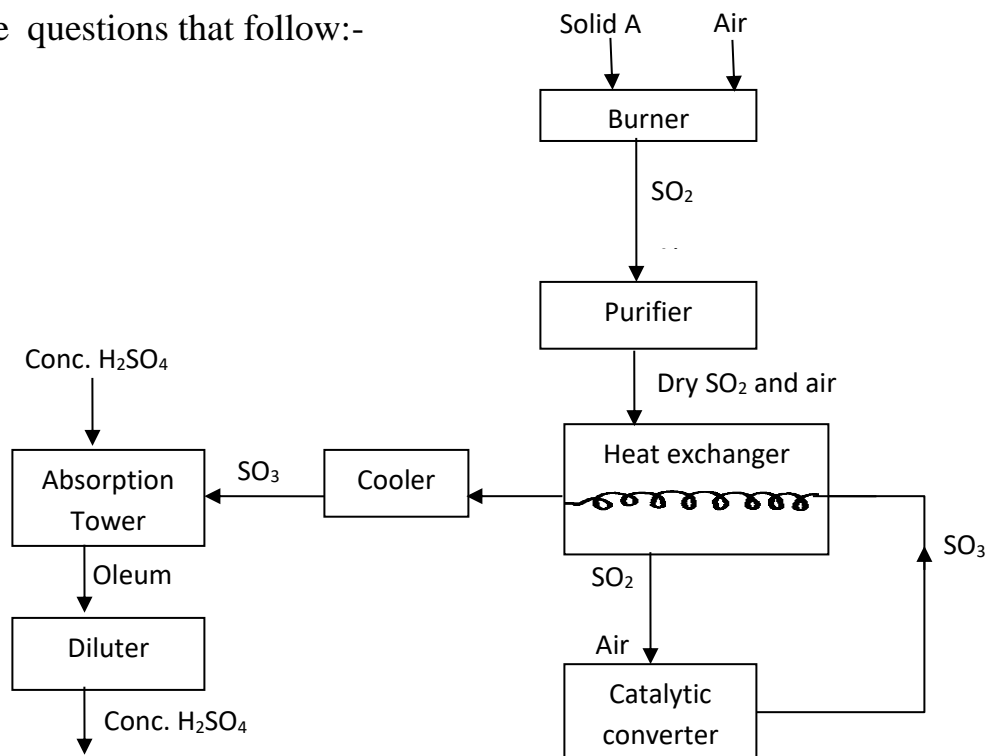 e questions that follow:-
Solid A Air
Burner
SO₂
Purifier
Conc. H₂SO₄
Dry SO₂ and air
Heat exchanger
Absorption
Tower
SO₃
Cooler
SO₃
Oleum
SO₂
Diluter
Air
Conc. H₂SO₄
Catalytic
converter